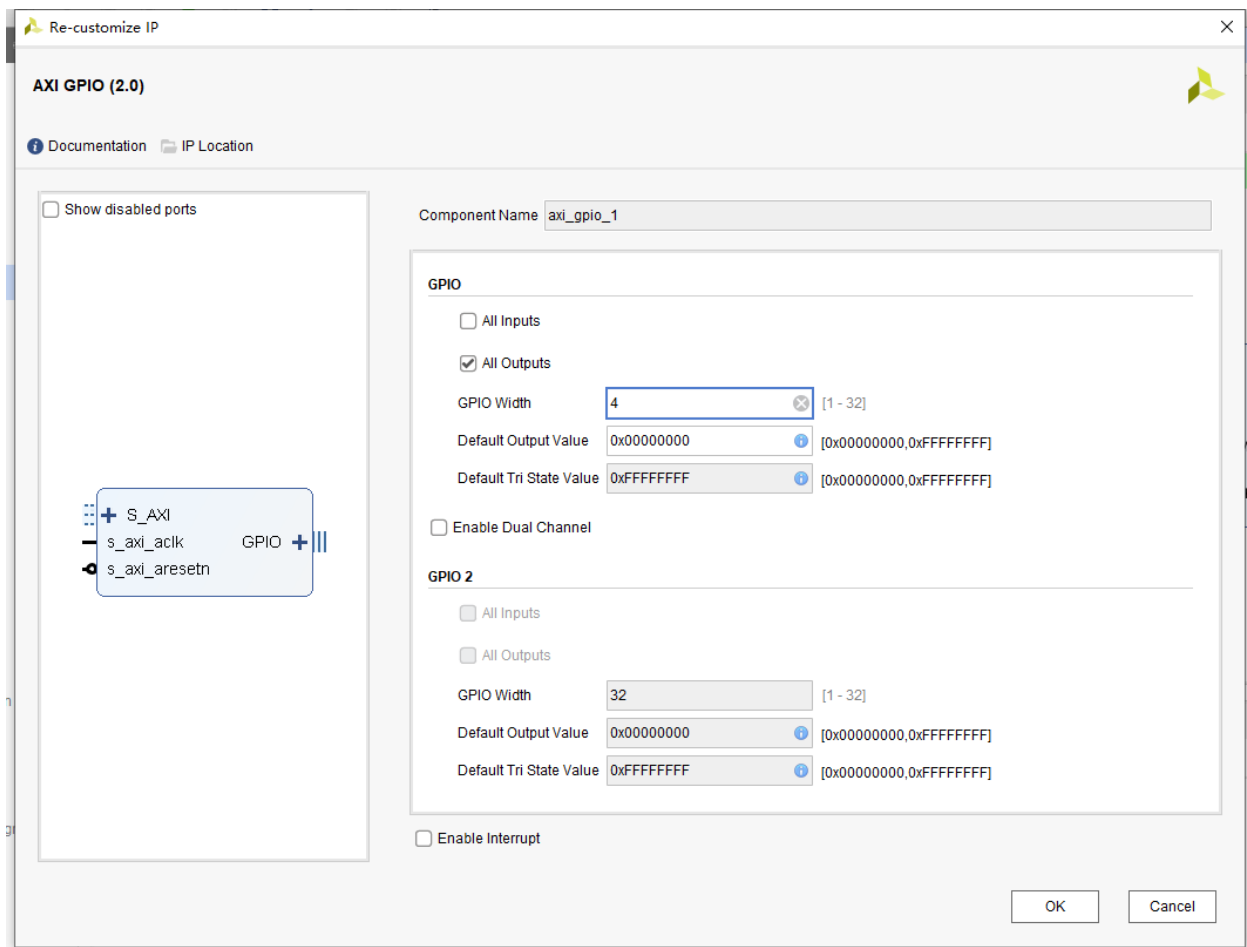 Re-customize IP
AXI GPIO (2.0)
Documentation IP Location
Show disabled ports
S_AXI
s_axi_aclk GPIO
s_axi_aresetn
Component Name axi_gpio_1
GPIO
All Inputs
All Outputs
GPIO Width 4 [1 - 32]
Default Output Value 0x00000000 [0x00000000,0xFFFFFFFF]
Default Tri State Value 0xFFFFFFFF [0x00000000,0xFFFFFFFF]
Enable Dual Channel
GPIO 2
All Inputs
All Outputs
GPIO Width 32 [1 - 32]
Default Output Value 0x00000000 [0x00000000,0xFFFFFFFF]
Default Tri State Value 0xFFFFFFFF [0x00000000,0xFFFFFFFF]
Enable Interrupt
OK Cancel